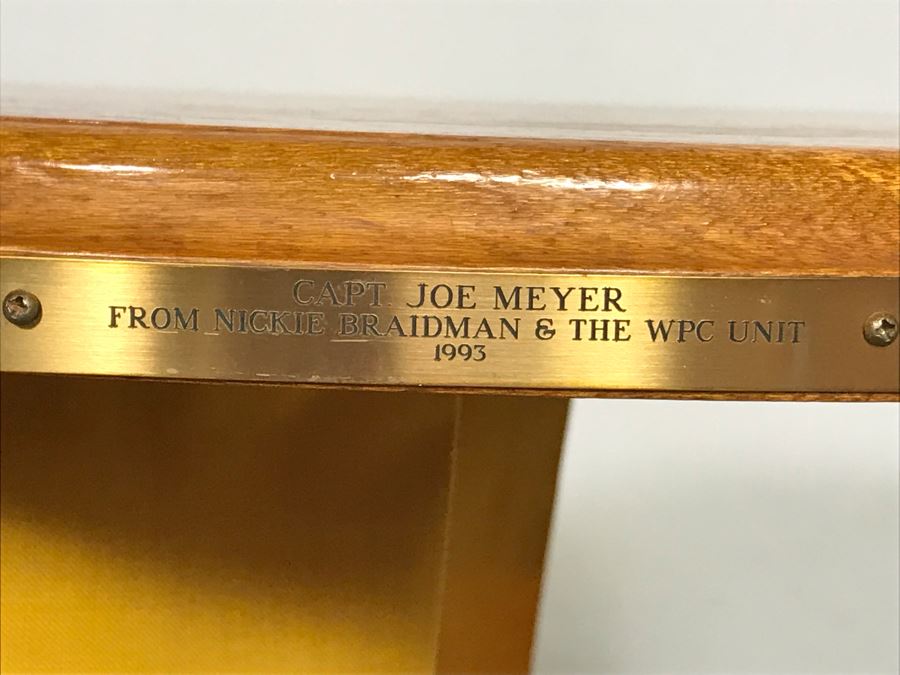 CAPT. JOE MEYER
FROM NICKIE BRAIDMAN & THE WPC UNIT
1993